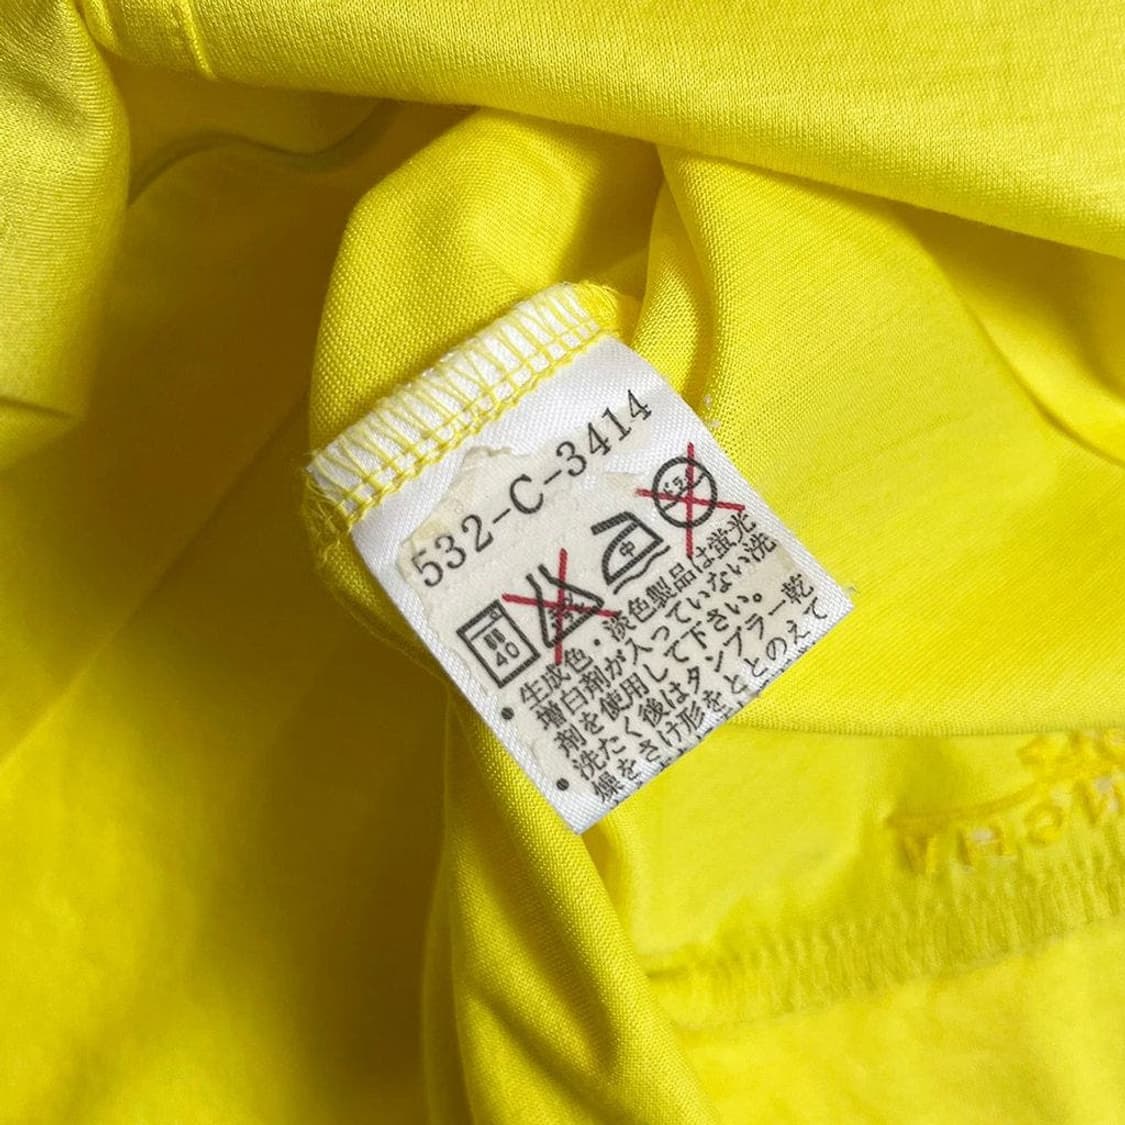 532-C-3414
40
中
・生成色・淡色製品は蛍光
増白剤が入っていない洗
剤を使用して下さい。
・洗たく後はタンブラー乾
燥をさけ形をととのえて